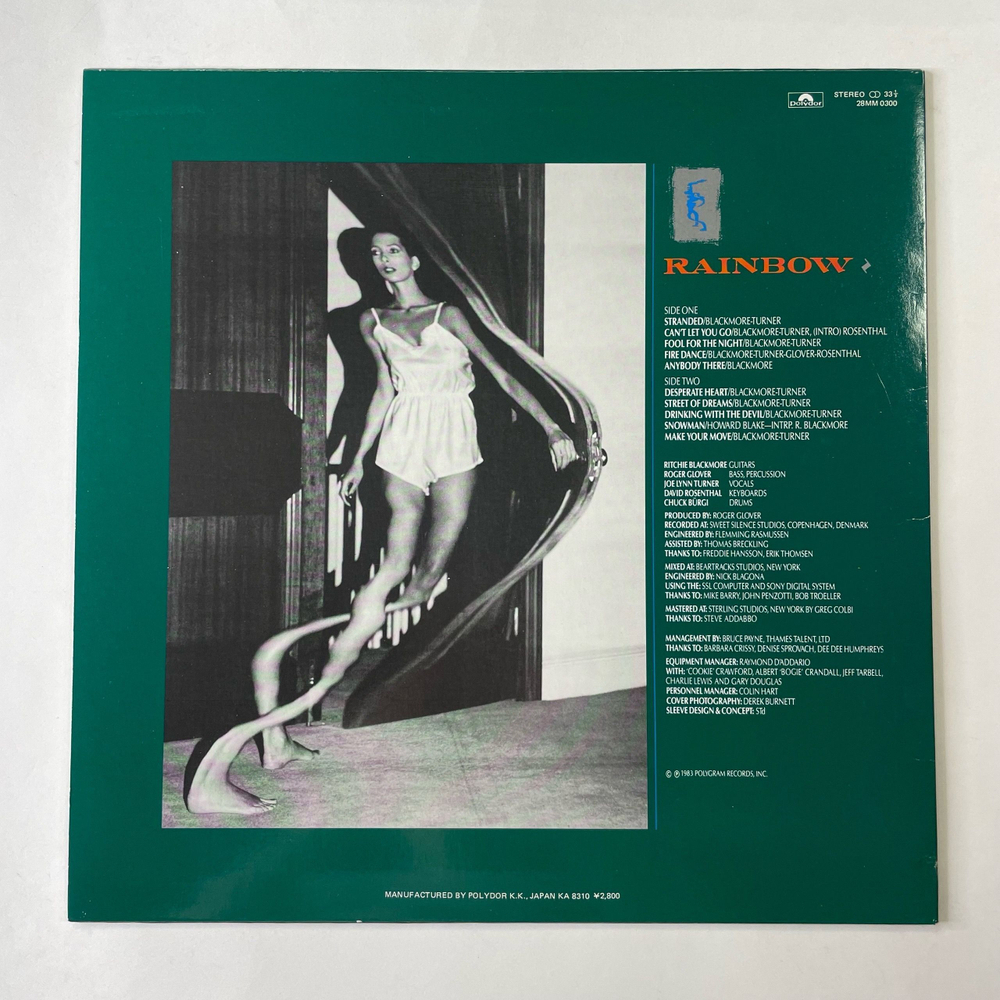 Polydor
STEREO 33⅓
28MM 0300
RAINBOW
SIDE ONE
STRANDED/BLACKMORE-TURNER
CAN'T LET YOU GO/BLACKMORE-TURNER, (INTRO) ROSENTHAL
FOOL FOR THE NIGHT/BLACKMORE-TURNER
FIRE DANCE/BLACKMORE-TURNER-GLOVER-ROSENTHAL
ANYBODY THERE/BLACKMORE
SIDE TWO
DESPERATE HEART/BLACKMORE-TURNER
STREET OF DREAMS/BLACKMORE-TURNER
DRINKING WITH THE DEVIL/BLACKMORE-TURNER
SNOWMAN/HOWARD BLAKE—INTRP. R. BLACKMORE
MAKE YOUR MOVE/BLACKMORE-TURNER
RITCHIE BLACKMORE GUITARS
ROGER GLOVER BASS, PERCUSSION
JOE LYNN TURNER VOCALS
DAVID ROSENTHAL KEYBOARDS
CHUCK BÜRGI DRUMS
PRODUCED BY: ROGER GLOVER
RECORDED AT: SWEET SILENCE STUDIOS, COPENHAGEN, DENMARK
ENGINEERED BY: FLEMMING RASMUSSEN
ASSISTED BY: THOMAS BRECKLING
THANKS TO: FREDDIE HANSSON, ERIK THOMSEN
MIXED AT: BEARTRACKS STUDIOS, NEW YORK
ENGINEERED BY: NICK BLAGONA
USING THE: SSL COMPUTER AND SONY DIGITAL SYSTEM
THANKS TO: MIKE BARRY, JOHN PENZOTTI, BOB TROELLER
MASTERED AT: STERLING STUDIOS, NEW YORK BY GREG COLBI
THANKS TO: STEVE ADDABBO
MANAGEMENT BY: BRUCE PAYNE, THAMES TALENT, LTD
THANKS TO: BARBARA CRISSY, DENISE SPROVACH, DEE DEE HUMPHREYS
EQUIPMENT MANAGER: RAYMOND D'ADDARIO
WITH: 'COOKIE' CRAWFORD, ALBERT 'BOGIE' CRANDALL, JEFF TARBELL,
CHARLIE LEWIS AND GARY DOUGLAS
PERSONNEL MANAGER: COLIN HART
COVER PHOTOGRAPHY: DEREK BURNETT
SLEEVE DESIGN & CONCEPT: STd
© ℗ 1983 POLYGRAM RECORDS, INC.
MANUFACTURED BY POLYDOR K.K., JAPAN KA 8310 ¥2,800